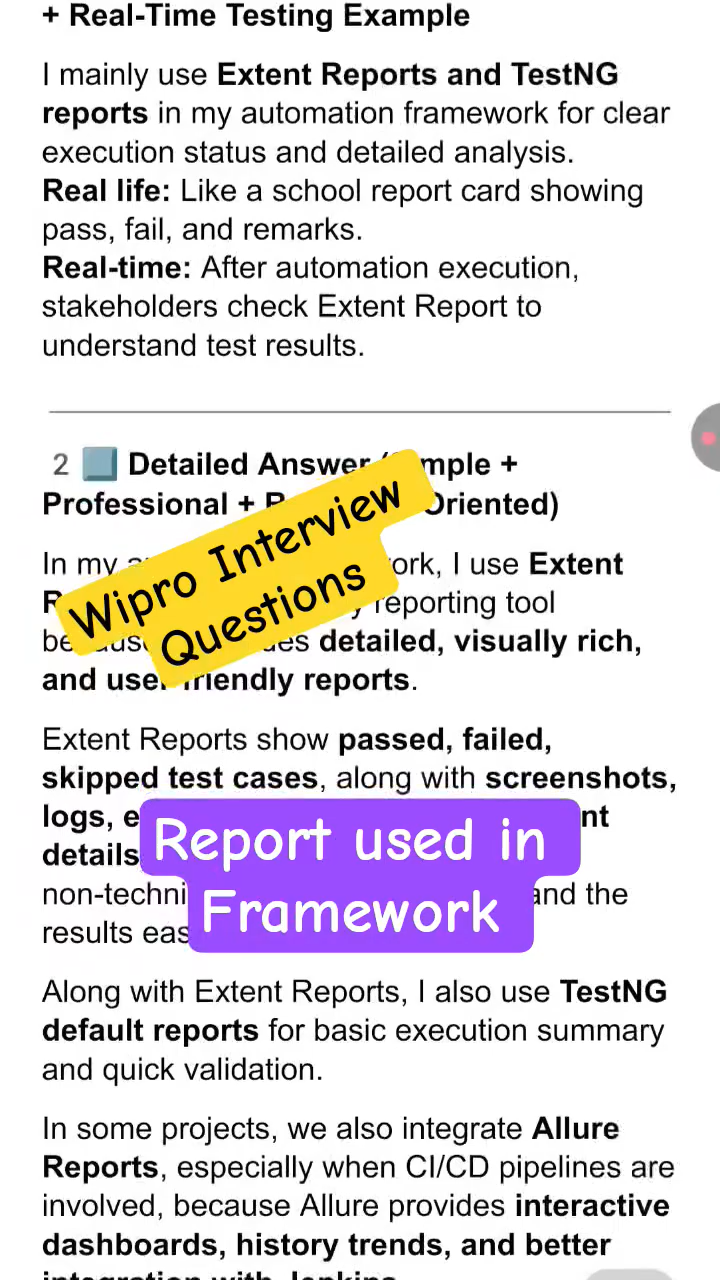 + Real-Time Testing Example
I mainly use Extent Reports and TestNG
reports in my automation framework for clear
execution status and detailed analysis.
Real life: Like a school report card showing
pass, fail, and remarks.
Real-time: After automation execution,
stakeholders check Extent Report to
understand test results.
2 Detailed Answer
Professional + Oriented)
In my I use Extent
reporting tool
detailed, visually rich,
and user friendly reports.
Wipro Interview
Questions
Extent Reports show passed, failed,
skipped test cases, along with screenshots,
logs,
details
Report used in
Framework
and the
results
Along with Extent Reports, I also use TestNG
default reports for basic execution summary
and quick validation.
In some projects, we also integrate Allure
Reports, especially when CI/CD pipelines are
involved, because Allure provides interactive
dashboards, history trends, and better
integration with Jenkins